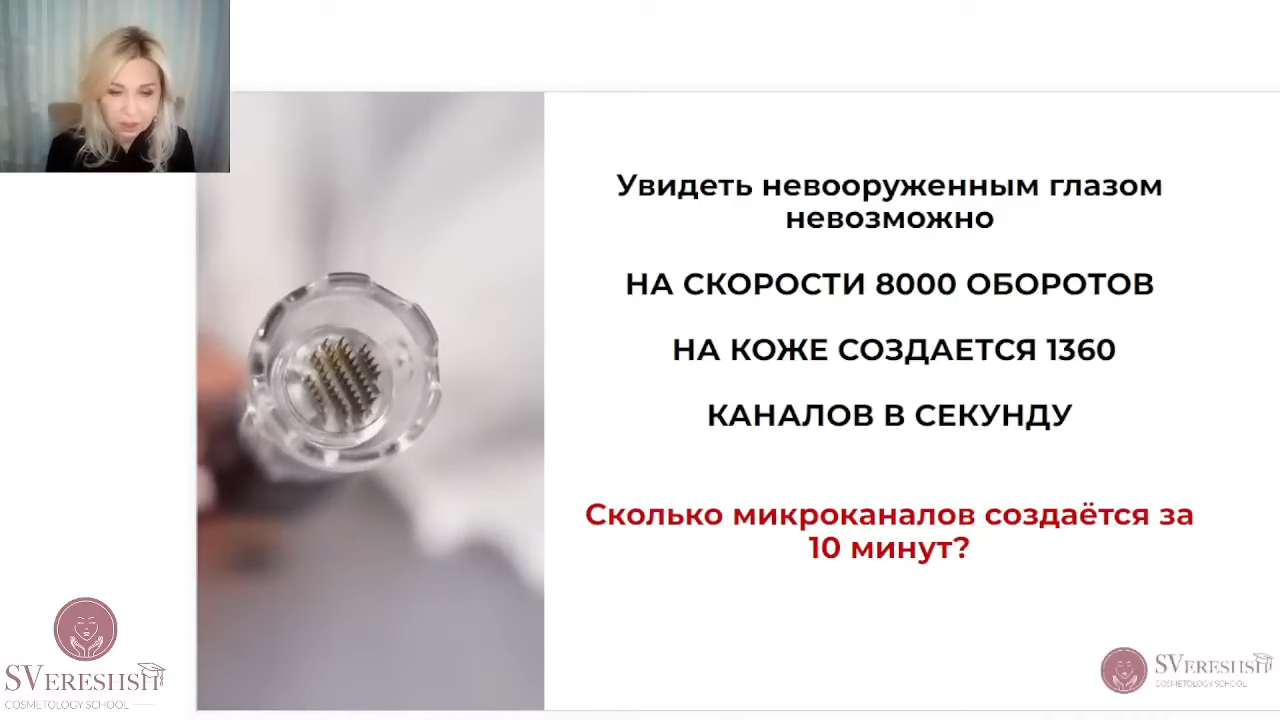 Увидеть невооруженным глазом
невозможно
НА СКОРОСТИ 8000 ОБОРОТОВ
НА КОЖЕ СОЗДАЕТСЯ 1360
КАНАЛОВ В СЕКУНДУ
Сколько микроканалов создаётся за
10 минут?
SVERESHSH
COSMETOLOGY SCHOOL
SVERESHSH
COSMETOLOGY SCHOOL